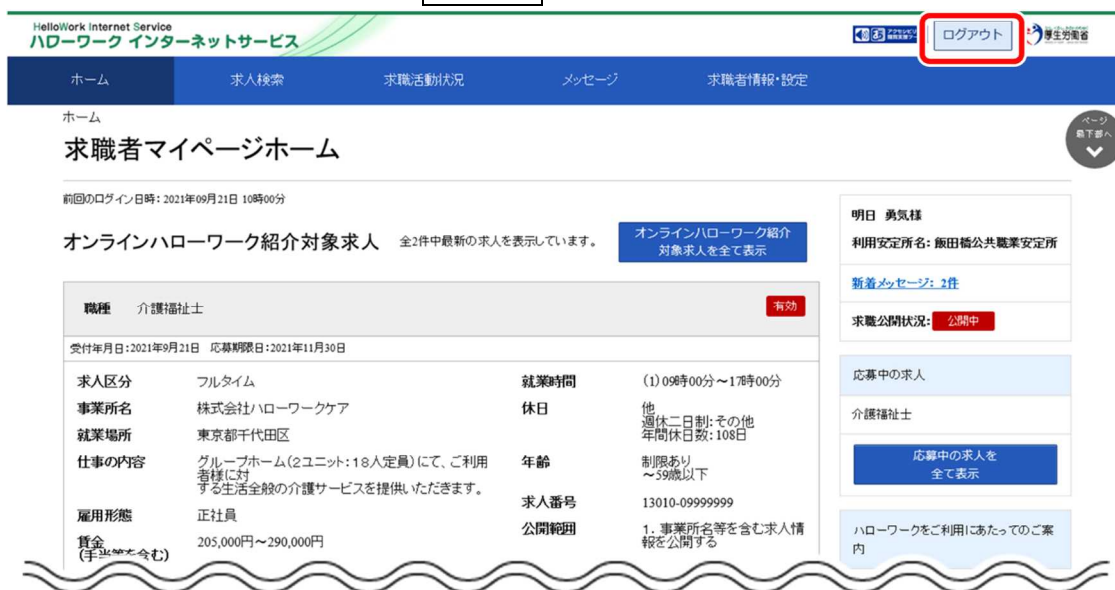 HelloWork Internet Service
ハローワーク インターネットサービス
ログアウト
厚生労働省
ホーム 求人検索 求職活動状況 メッセージ 求職者情報・設定
ホーム
ページ
最下部へ
求職者マイページホーム
前回のログイン日時：2021年09月21日 10時00分
オンラインハローワーク紹介対象求人 全2件中最新の求人を表示しています。
オンラインハローワーク紹介
対象求人を全て表示
職種 介護福祉士 有効
受付年月日：2021年9月21日 応募期限日：2021年11月30日
求人区分 フルタイム
事業所名 株式会社ハローワークケア
就業場所 東京都千代田区
仕事の内容 グループホーム（2ユニット：18人定員）にて、ご利用
者様に対
する生活全般の介護サービスを提供いただきます。
雇用形態 正社員
賃金
(手当等を含む) 205,000円～290,000円
就業時間 (1)09時00分～17時00分
休日 他
週休二日制：その他
年間休日数：108日
年齢 制限あり
～59歳以下
求人番号 13010-09999999
公開範囲 1．事業所名等を含む求人情
報を公開する
明日 勇気様
利用安定所名：飯田橋公共職業安定所
新着メッセージ：2件
求職公開状況： 公開中
応募中の求人
介護福祉士
応募中の求人を
全て表示
ハローワークをご利用にあたってのご案
内